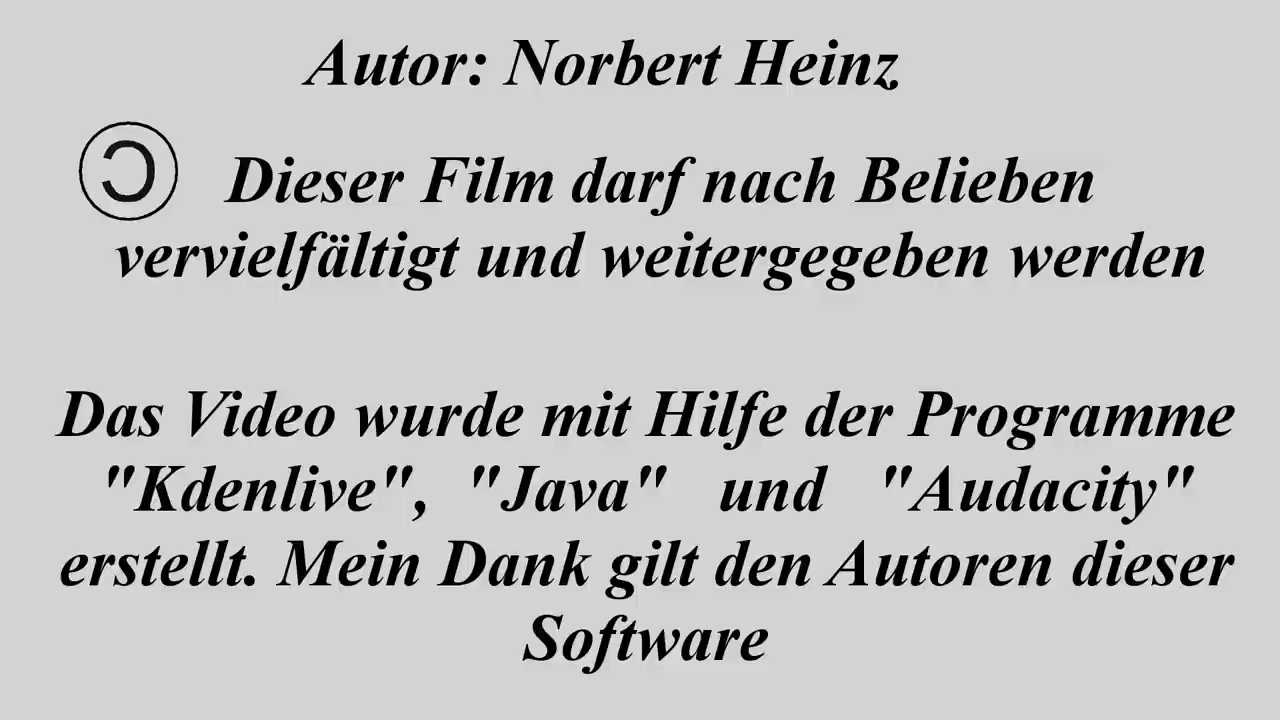 Autor: Norbert Heinz
🄯 Dieser Film darf nach Belieben
vervielfältigt und weitergegeben werden
Das Video wurde mit Hilfe der Programme
"Kdenlive", "Java" und "Audacity"
erstellt. Mein Dank gilt den Autoren dieser
Software